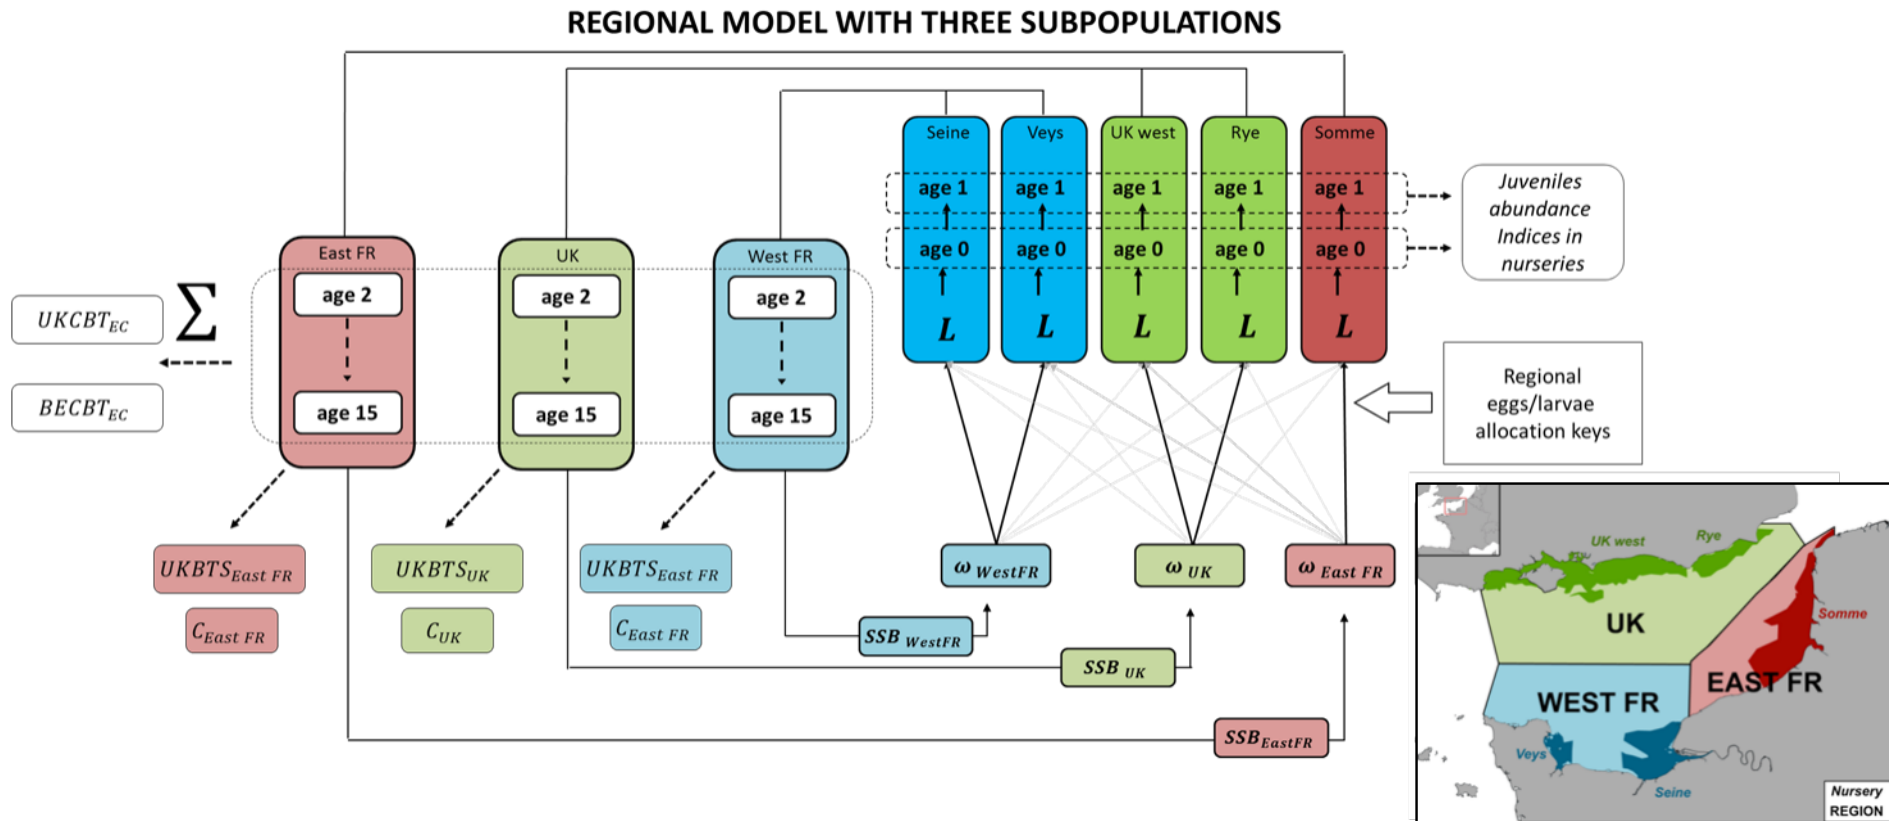 REGIONAL MODEL WITH THREE SUBPOPULATIONS
Seine
Veys
UK west
Rye
Somme
age 1
age 1
age 1
age 1
age 1
age 0
age 0
age 0
age 0
age 0
L
L
L
L
L
Juveniles
abundance
Indices in
nurseries
East FR
UK
West FR
age 2
age 2
age 2
age 15
age 15
age 15
UKCBT_EC
Σ
BECBT_EC
Regional
eggs/larvae
allocation keys
UKBTS_East FR
UKBTS_UK
UKBTS_East FR
C_East FR
C_UK
C_East FR
ω WestFR
ω UK
ω East FR
SSB WestFR
SSB UK
SSB_EastFR
UK west
Rye
UK
Somme
EAST FR
WEST FR
Veys
Seine
Nursery
REGION